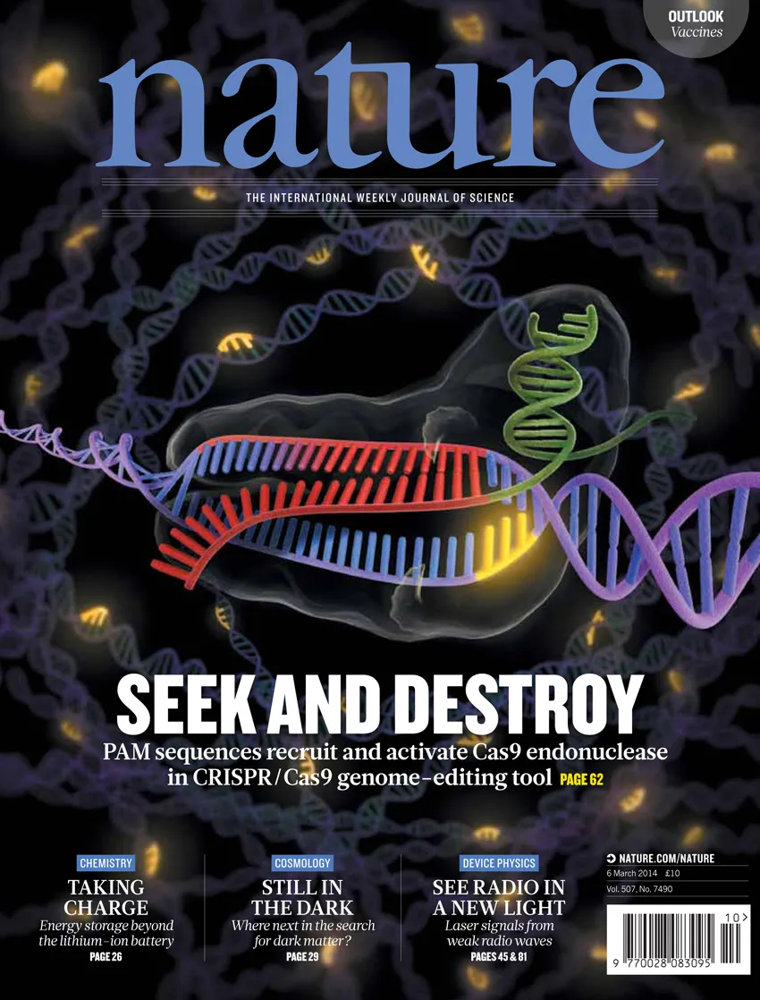 OUTLOOK
Vaccines
nature
THE INTERNATIONAL WEEKLY JOURNAL OF SCIENCE
SEEK AND DESTROY
PAM sequences recruit and activate Cas9 endonuclease
in CRISPR/Cas9 genome-editing tool PAGE 62
CHEMISTRY
TAKING
CHARGE
Energy storage beyond
the lithium-ion battery
PAGE 26
COSMOLOGY
STILL IN
THE DARK
Where next in the search
for dark matter?
PAGE 29
DEVICE PHYSICS
SEE RADIO IN
A NEW LIGHT
Laser signals from
weak radio waves
PAGES 45 & 81
NATURE.COM/NATURE
6 March 2014 £10
Vol. 507, No. 7490
10>
9 770028 083095